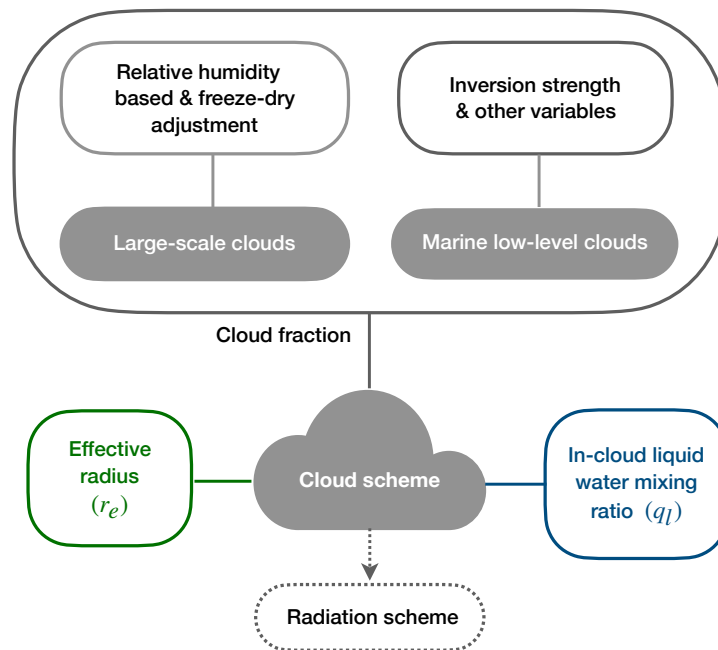 Relative humidity
based & freeze-dry
adjustment
Inversion strength
& other variables
Large-scale clouds
Marine low-level clouds
Cloud fraction
Effective
radius
(r_e)
Cloud scheme
In-cloud liquid
water mixing
ratio (q_l)
Radiation scheme